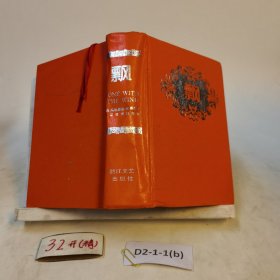 飘
GONE WITH
THE WIND
浙江文艺
出版社
32开(精)
D2-1-1(b)